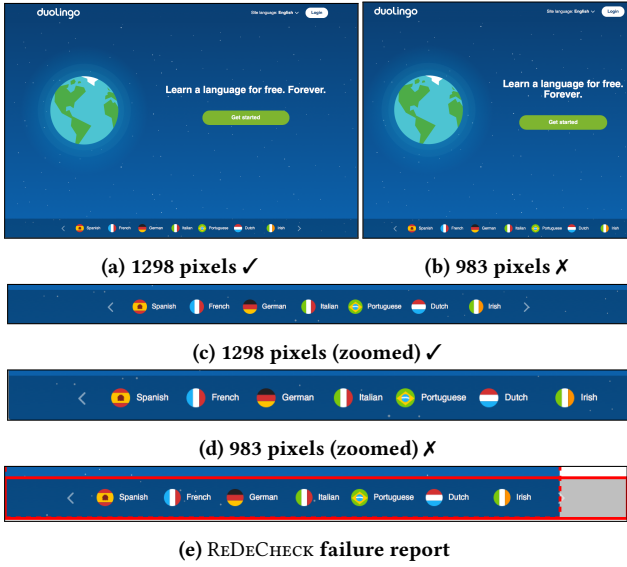 duolingo Site language: English Login
Learn a language for free. Forever.
Get started
Spanish French German Italian Portuguese Dutch Irish
(a) 1298 pixels ✓
duolingo Site language: English Login
Learn a language for free.
Forever.
Get started
Spanish French German Italian Portuguese Dutch Irish
(b) 983 pixels ✗
Spanish French German Italian Portuguese Dutch Irish
(c) 1298 pixels (zoomed) ✓
Spanish French German Italian Portuguese Dutch Irish
(d) 983 pixels (zoomed) ✗
Spanish French German Italian Portuguese Dutch Irish
(e) REDECHECK failure report